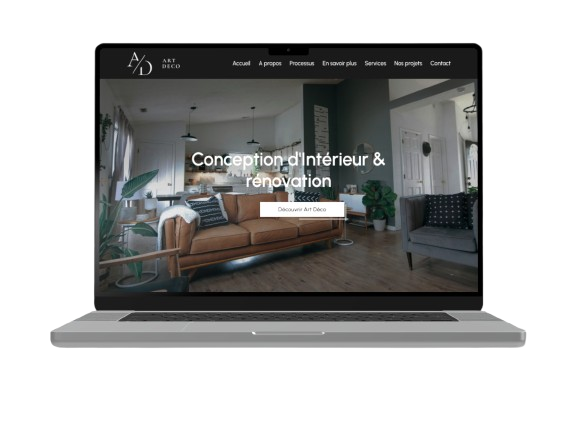 A/D
ART
DECO
Accueil A propos Processus En savoir plus Services Nos projets Contact
Conception d'Intérieur &
rénovation
Découvrir Art Déco